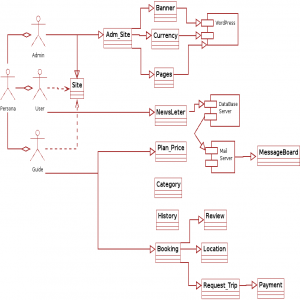 Banner
WordPress
Adm_Site
Currency
Admin
Pages
Site
Persona
User
NewsLeter
DataBase
Server
Plan_Price
Mail
Server
MessageBoard
Guide
Category
History
Review
Booking
Location
Request_Trip
Payment